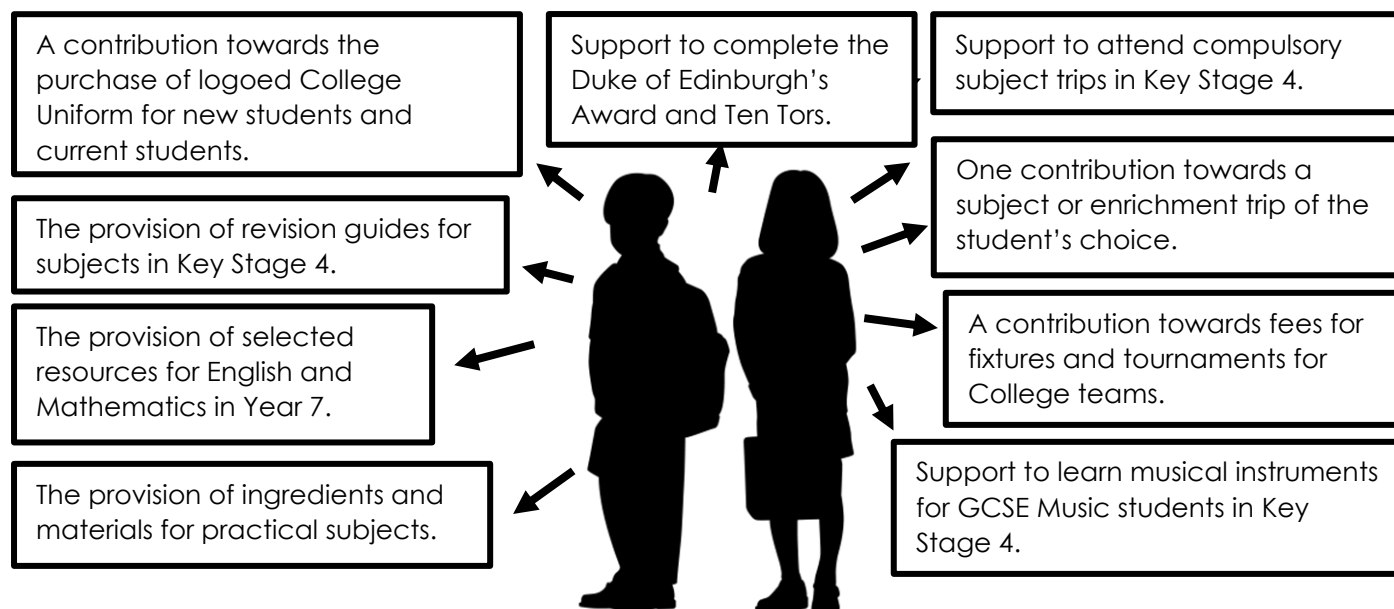 A contribution towards the
purchase of logoed College
Uniform for new students and
current students.
The provision of revision guides for
subjects in Key Stage 4.
The provision of selected
resources for English and
Mathematics in Year 7.
The provision of ingredients and
materials for practical subjects.
Support to complete the
Duke of Edinburgh’s
Award and Ten Tors.
Support to attend compulsory
subject trips in Key Stage 4.
One contribution towards a
subject or enrichment trip of the
student’s choice.
A contribution towards fees for
fixtures and tournaments for
College teams.
Support to learn musical instruments
for GCSE Music students in Key
Stage 4.